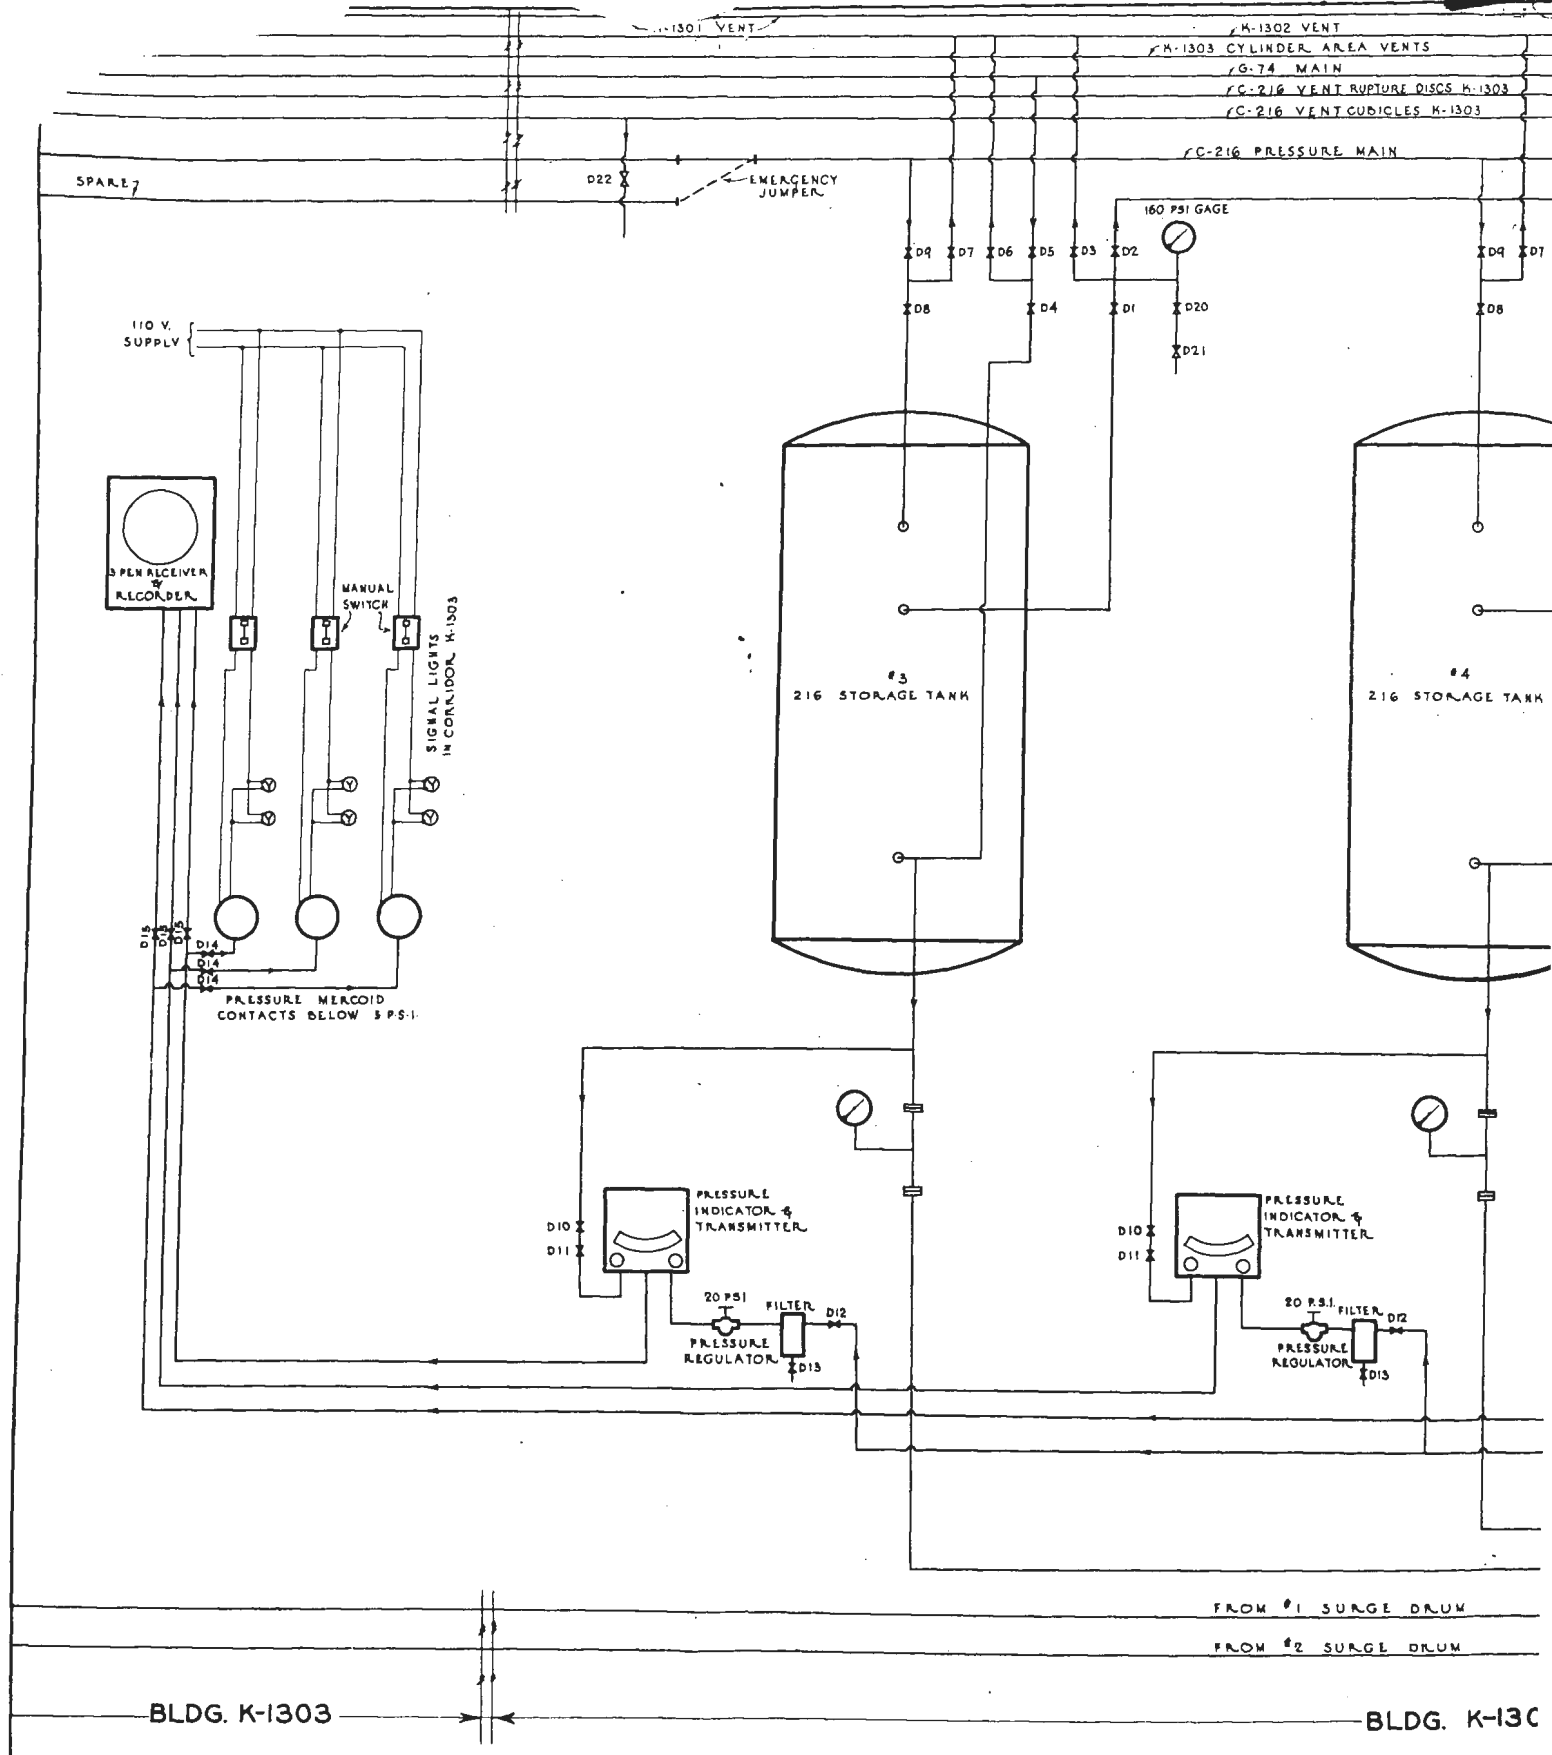 K-1301 VENT
K-1302 VENT
K-1303 CYLINDER AREA VENTS
G-74 MAIN
C-216 VENT RUPTURE DISCS K-1303
C-216 VENT CUBICLES K-1303
C-216 PRESSURE MAIN
SPARE
D22
EMERGENCY
JUMPER
160 PSI GAGE
D9
D7
D6
D5
D3
D2
D9
D7
D8
D4
D1
D20
D8
D21
110 V.
SUPPLY
3 PEN RECEIVER
&
RECORDER
MANUAL
SWITCH
SIGNAL LIGHTS
IN CORRIDOR K-1303
#3
216 STORAGE TANK
#4
216 STORAGE TANK
Y
Y
Y
Y
Y
Y
D15
D15
D15
D14
D14
D14
PRESSURE MERCOID
CONTACTS BELOW 3 P.S.I.
PRESSURE
INDICATOR &
TRANSMITTER
D10
D11
20 PSI
FILTER
D12
PRESSURE
REGULATOR
D13
PRESSURE
INDICATOR &
TRANSMITTER
D10
D11
20 P.S.I.
FILTER
D12
PRESSURE
REGULATOR
D13
FROM #1 SURGE DRUM
FROM #2 SURGE DRUM
BLDG. K-1303
BLDG. K-130